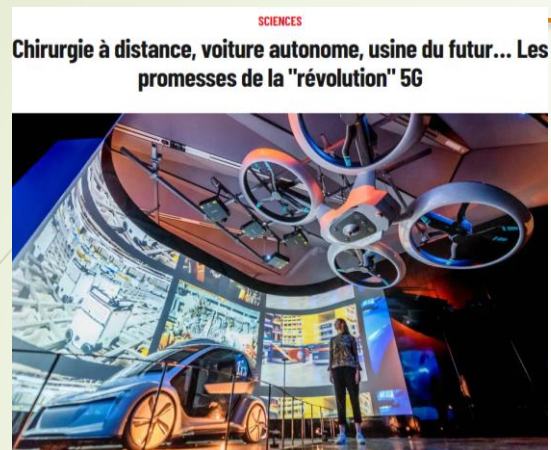 SCIENCES
Chirurgie à distance, voiture autonome, usine du futur... Les
promesses de la "révolution" 5G